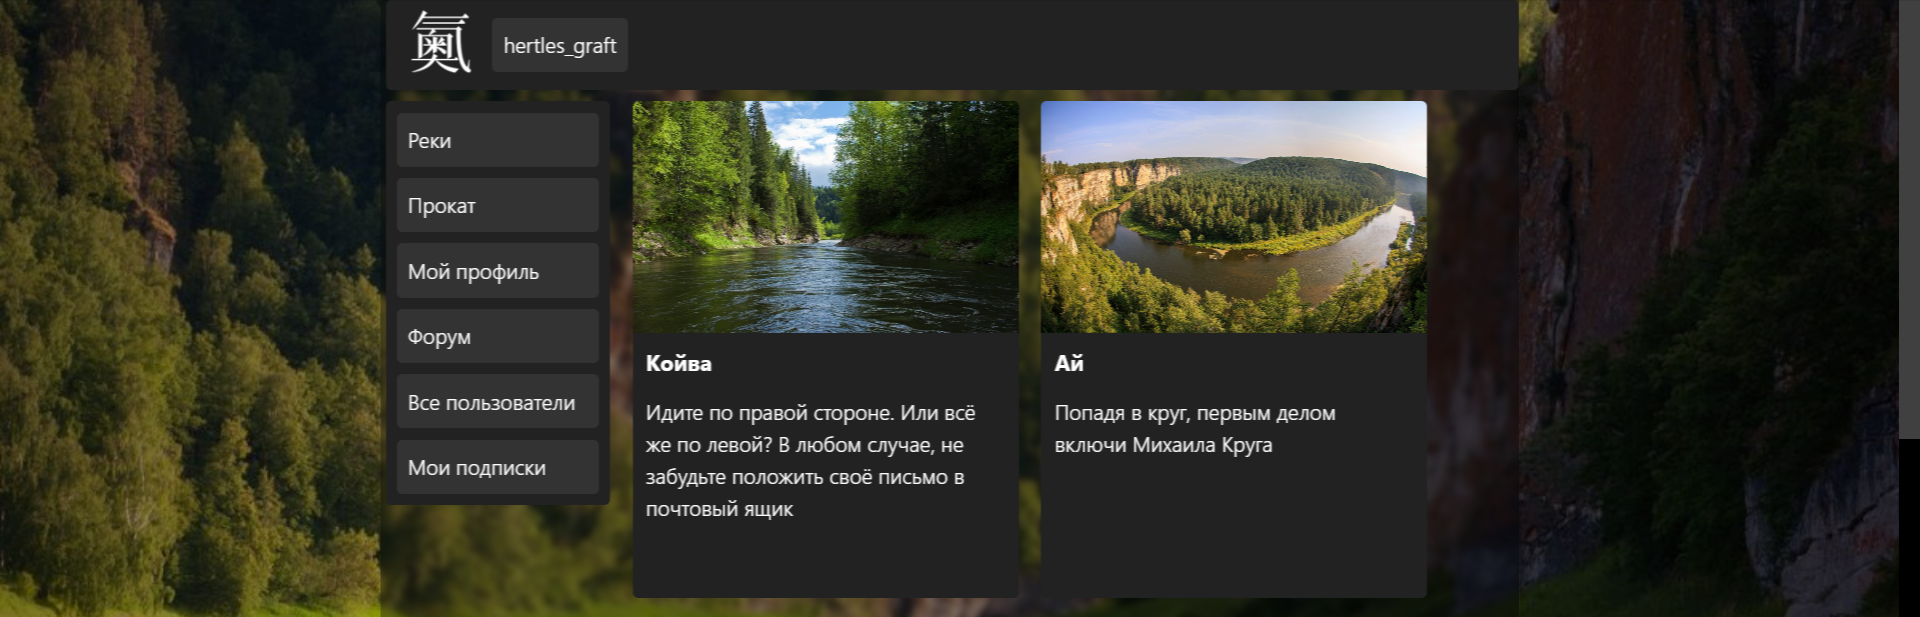 氭
hertles_graft
Реки
Прокат
Мой профиль
Форум
Все пользователи
Мои подписки
Койва
Идите по правой стороне. Или всё
же по левой? В любом случае, не
забудьте положить своё письмо в
почтовый ящик
Ай
Попадя в круг, первым делом
включи Михаила Круга